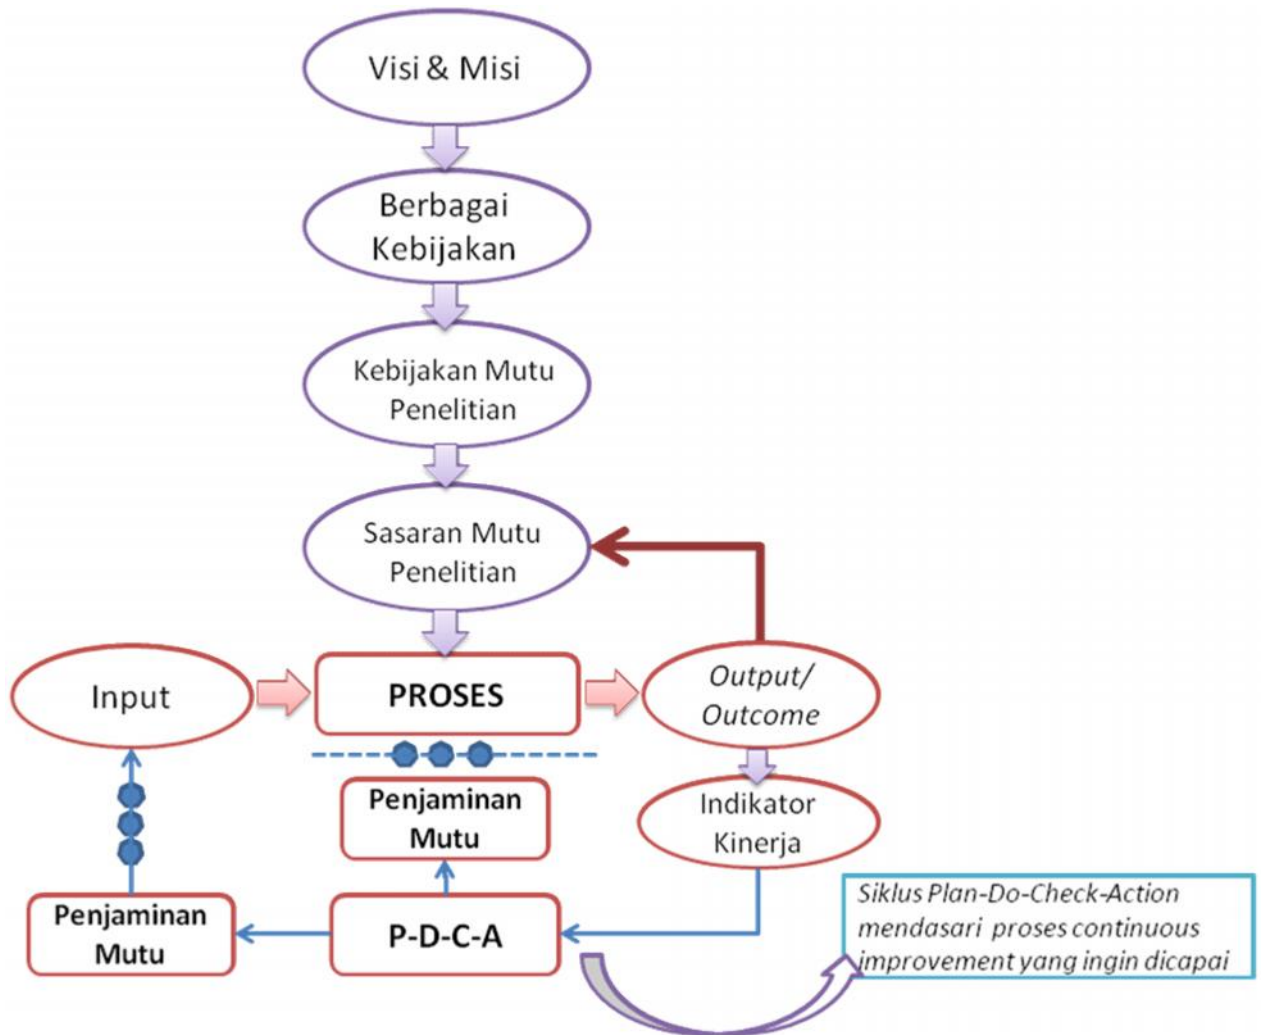 Visi & Misi
Berbagai
Kebijakan
Kebijakan Mutu
Penelitian
Sasaran Mutu
Penelitian
Input
PROSES
Output/
Outcome
Penjaminan
Mutu
Indikator
Kinerja
Penjaminan
Mutu
P-D-C-A
Siklus Plan-Do-Check-Action
mendasari proses continuous
improvement yang ingin dicapai